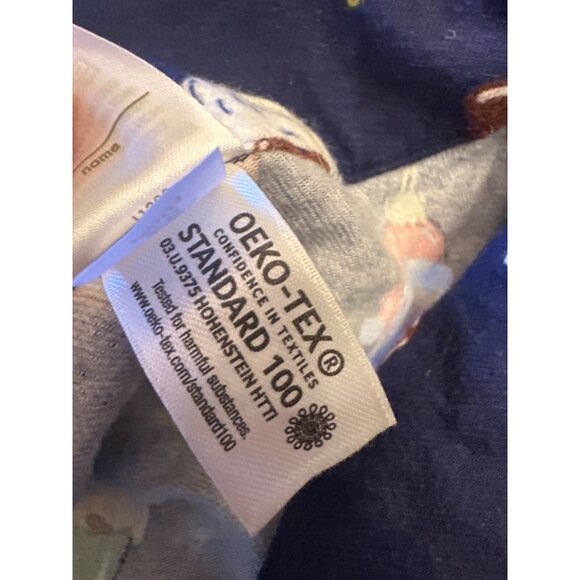 name
OEKO-TEX®
CONFIDENCE IN TEXTILES
STANDARD 100
03.U.9375 HOHENSTEIN HTTI
Tested for harmful substances.
www.oeko-tex.com/standard100